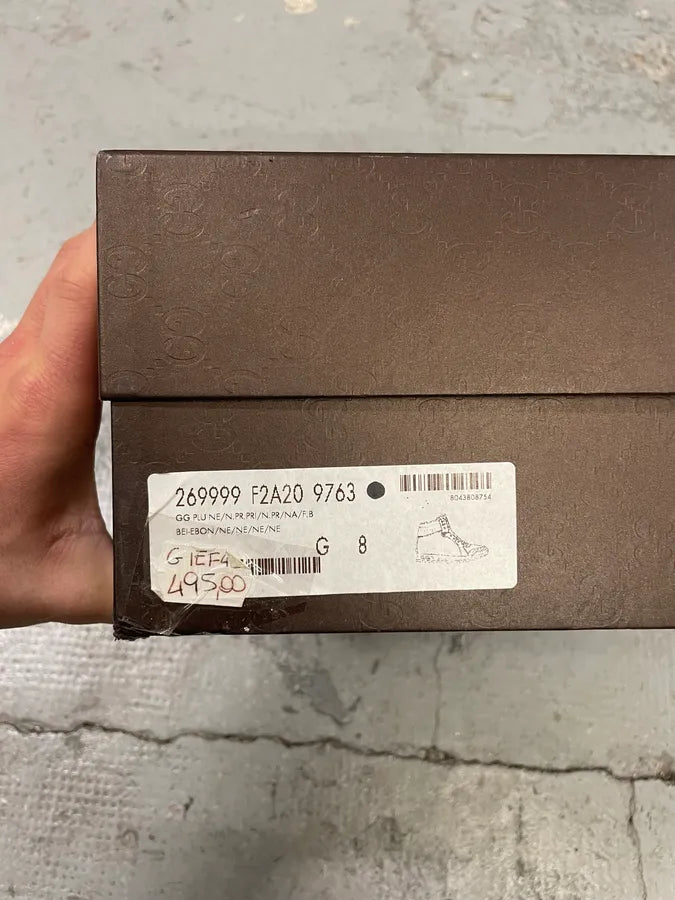 269999 F2A20 9763
8043808754
GG PLU NE/N.PR.PRI/N.PR/NA/F.B
BEI-EBON/NE/NE/NE/NE
G 8
G IEF4
495,00